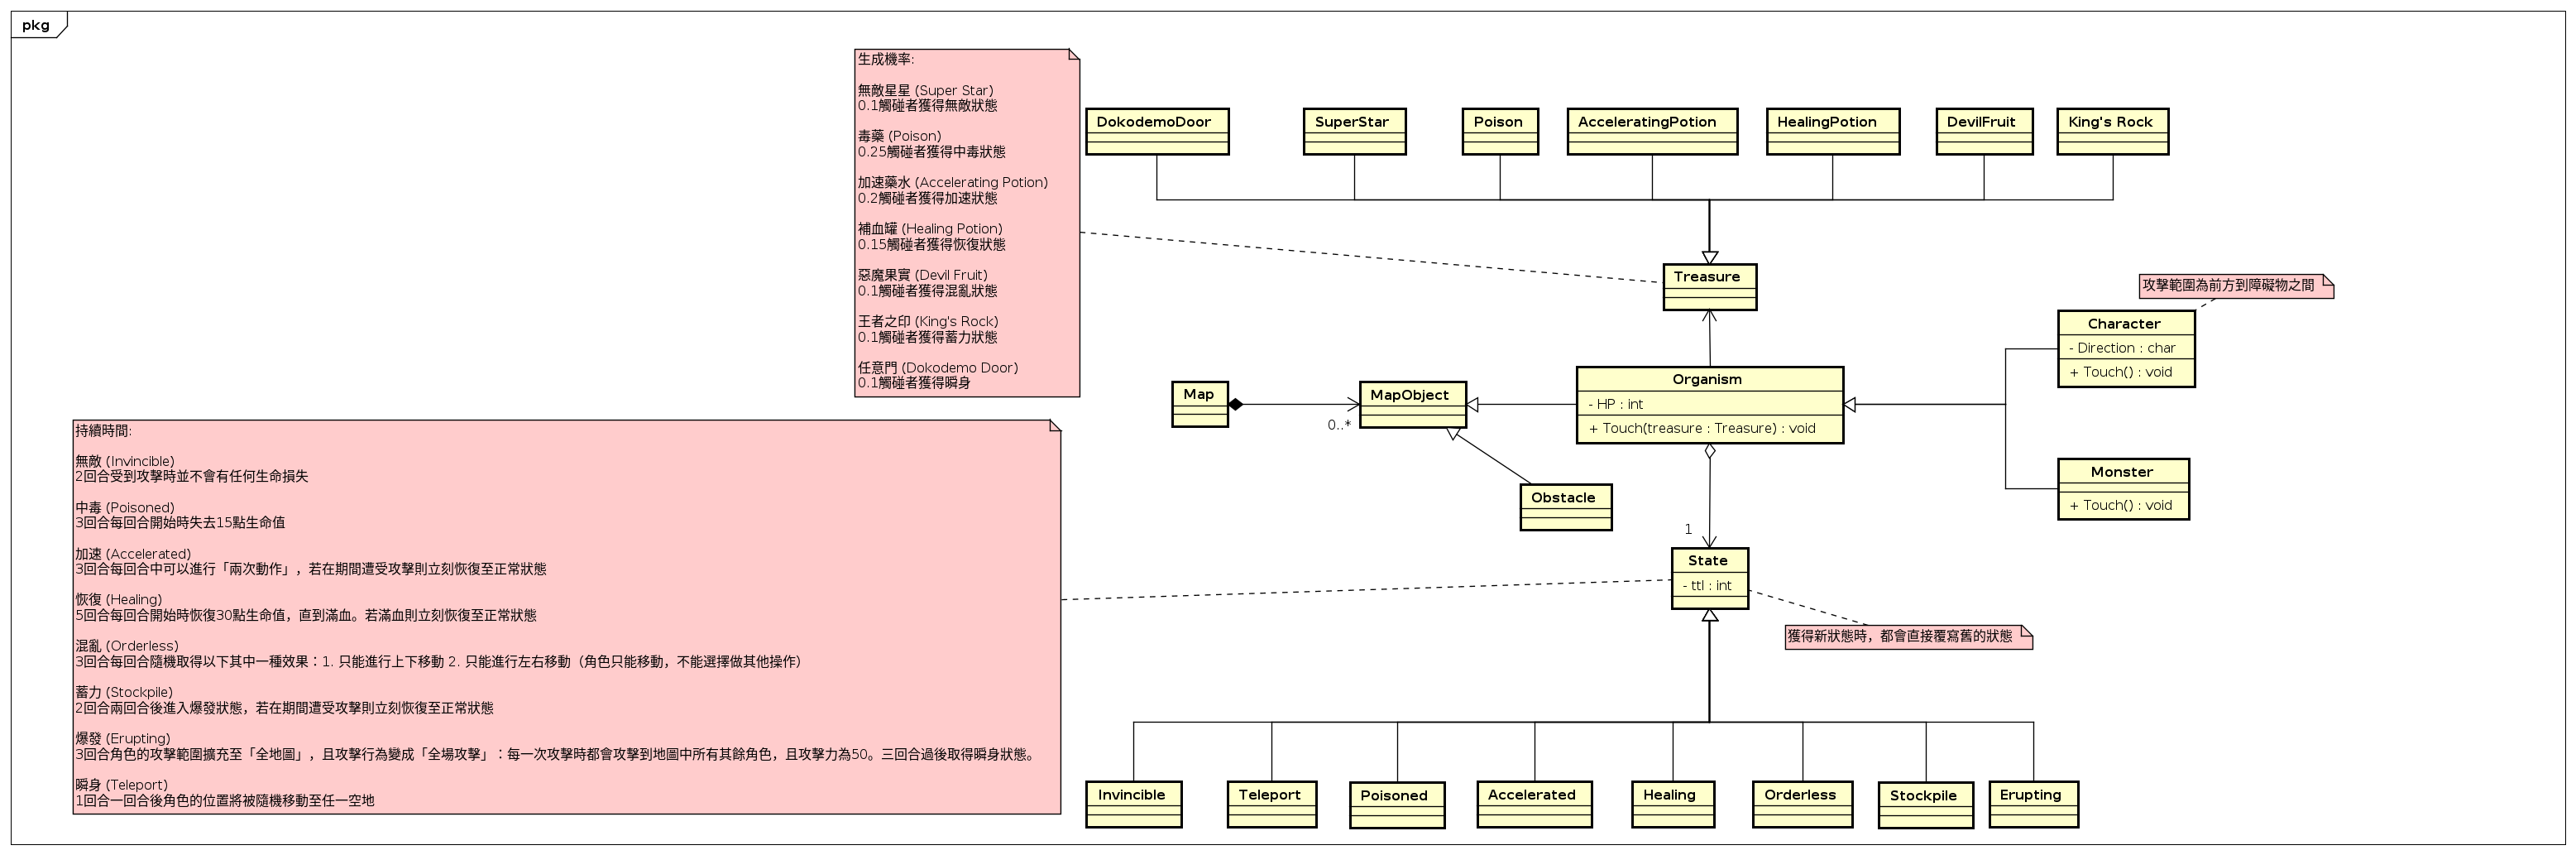 pkg
生成機率:
無敵星星 (Super Star)
0.1觸碰者獲得無敵狀態
毒藥 (Poison)
0.25觸碰者獲得中毒狀態
加速藥水 (Accelerating Potion)
0.2觸碰者獲得加速狀態
補血罐 (Healing Potion)
0.15觸碰者獲得恢復狀態
惡魔果實 (Devil Fruit)
0.1觸碰者獲得混亂狀態
王者之印 (King's Rock)
0.1觸碰者獲得蓄力狀態
任意門 (Dokodemo Door)
0.1觸碰者獲得瞬身
DokodemoDoor
SuperStar
Poison
AcceleratingPotion
HealingPotion
DevilFruit
King's Rock
Treasure
攻擊範圍為前方到障礙物之間
Character
- Direction : char
+ Touch() : void
Map
0..*
MapObject
Organism
- HP : int
+ Touch(treasure : Treasure) : void
Monster
+ Touch() : void
Obstacle
1
State
- ttl : int
獲得新狀態時，都會直接覆寫舊的狀態
持續時間:
無敵 (Invincible)
2回合受到攻擊時並不會有任何生命損失
中毒 (Poisoned)
3回合每回合開始時失去15點生命值
加速 (Accelerated)
3回合每回合中可以進行「兩次動作」，若在期間遭受攻擊則立刻恢復至正常狀態
恢復 (Healing)
5回合每回合開始時恢復30點生命值，直到滿血。若滿血則立刻恢復至正常狀態
混亂 (Orderless)
3回合每回合隨機取得以下其中一種效果：1. 只能進行上下移動 2. 只能進行左右移動（角色只能移動，不能選擇做其他操作）
蓄力 (Stockpile)
2回合兩回合後進入爆發狀態，若在期間遭受攻擊則立刻恢復至正常狀態
爆發 (Erupting)
3回合角色的攻擊範圍擴充至「全地圖」，且攻擊行為變成「全場攻擊」：每一次攻擊時都會攻擊到地圖中所有其餘角色，且攻擊力為50。三回合過後取得瞬身狀態。
瞬身 (Teleport)
1回合一回合後角色的位置將被隨機移動至任一空地
Invincible
Teleport
Poisoned
Accelerated
Healing
Orderless
Stockpile
Erupting